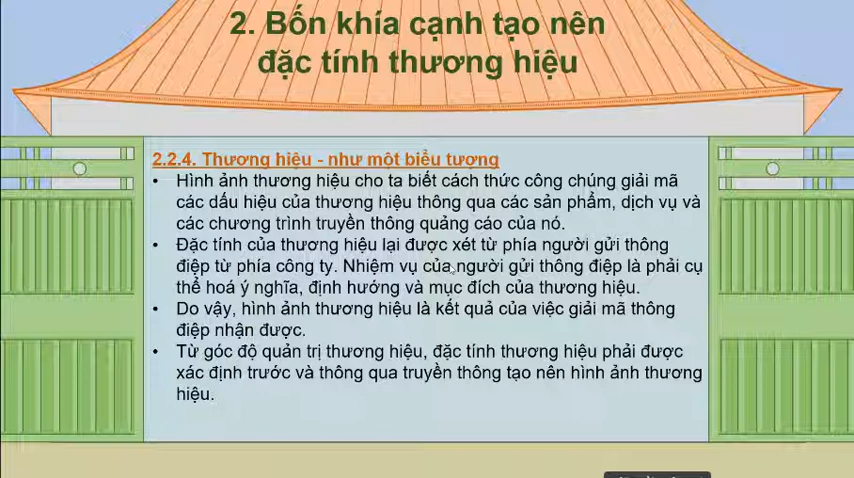 2. Bốn khía cạnh tạo nên
đặc tính thương hiệu
2.2.4. Thương hiệu - như một biểu tượng
• Hình ảnh thương hiệu cho ta biết cách thức công chúng giải mã
các dấu hiệu của thương hiệu thông qua các sản phẩm, dịch vụ và
các chương trình truyền thông quảng cáo của nó.
• Đặc tính của thương hiệu lại được xét từ phía người gửi thông
điệp từ phía công ty. Nhiệm vụ của người gửi thông điệp là phải cụ
thể hoá ý nghĩa, định hướng và mục đích của thương hiệu.
• Do vậy, hình ảnh thương hiệu là kết quả của việc giải mã thông
điệp nhận được.
• Từ góc độ quản trị thương hiệu, đặc tính thương hiệu phải được
xác định trước và thông qua truyền thông tạo nên hình ảnh thương
hiệu.